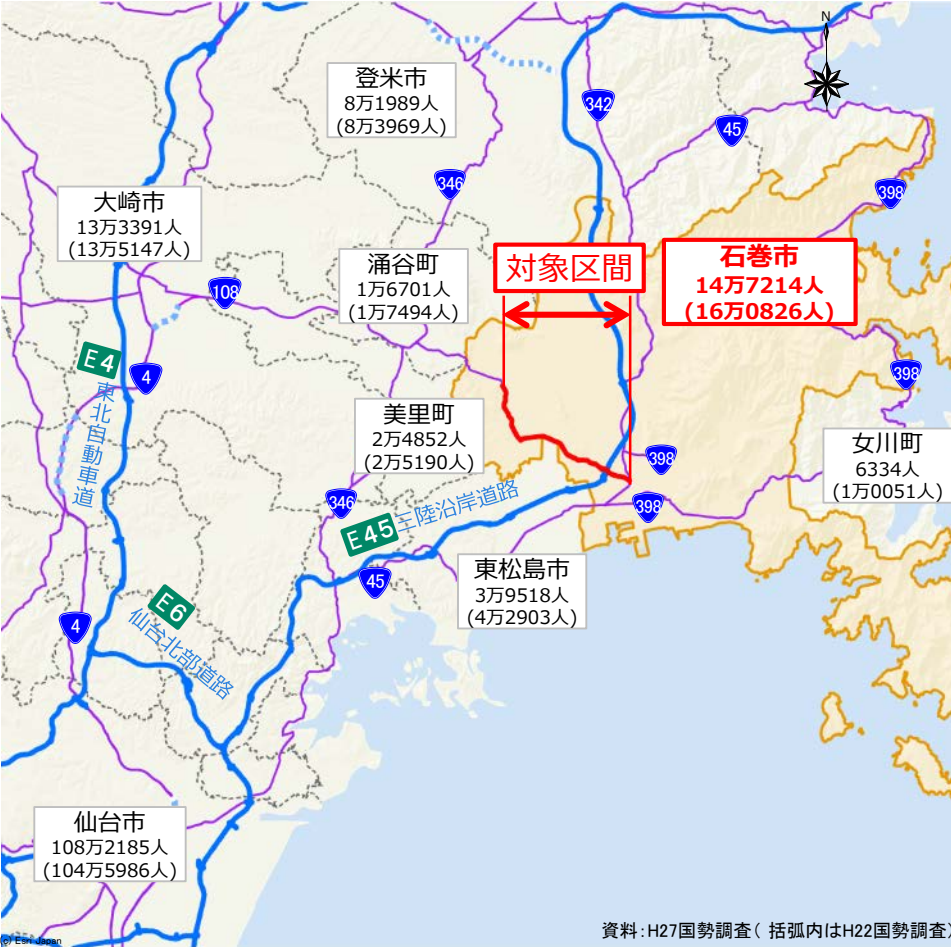 N
登米市
8万1989人
(8万3969人)
342
45
346
398
大崎市
13万3391人
(13万5147人)
涌谷町
1万6701人
(1万7494人)
対象区間
石巻市
14万7214人
(16万0826人)
108
E4
4
東北自動車道
398
美里町
2万4852人
(2万5190人)
女川町
6334人
(1万0051人)
398
346
E45
三陸沿岸道路
398
東松島市
3万9518人
(4万2903人)
45
E6
仙台北部道路
4
仙台市
108万2185人
(104万5986人)
資料:H27国勢調査( 括弧内はH22国勢調査)
(c) Esri Japan